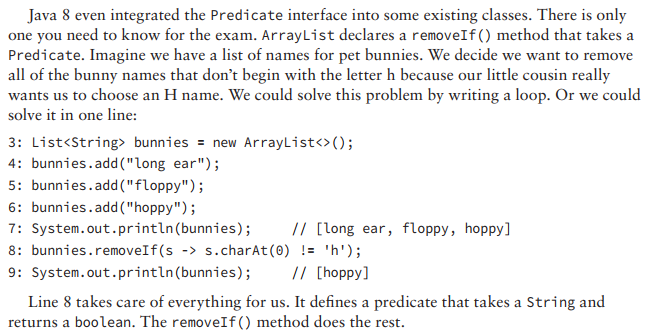 Java 8 even integrated the Predicate interface into some existing classes. There is only
one you need to know for the exam. ArrayList declares a removeIf() method that takes a
Predicate. Imagine we have a list of names for pet bunnies. We decide we want to remove
all of the bunny names that don’t begin with the letter h because our little cousin really
wants us to choose an H name. We could solve this problem by writing a loop. Or we could
solve it in one line:
3: List<String> bunnies = new ArrayList<>();
4: bunnies.add("long ear");
5: bunnies.add("floppy");
6: bunnies.add("hoppy");
7: System.out.println(bunnies); // [long ear, floppy, hoppy]
8: bunnies.removeIf(s -> s.charAt(0) != 'h');
9: System.out.println(bunnies); // [hoppy]
Line 8 takes care of everything for us. It defines a predicate that takes a String and
returns a boolean. The removeIf() method does the rest.